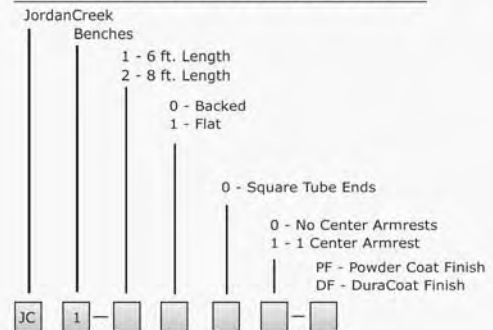 JordanCreek
Benches
1 - 6 ft. Length
2 - 8 ft. Length
0 - Backed
1 - Flat
0 - Square Tube Ends
0 - No Center Armrests
1 - 1 Center Armrest
PF - Powder Coat Finish
DF - DuraCoat Finish
JC 1 - -